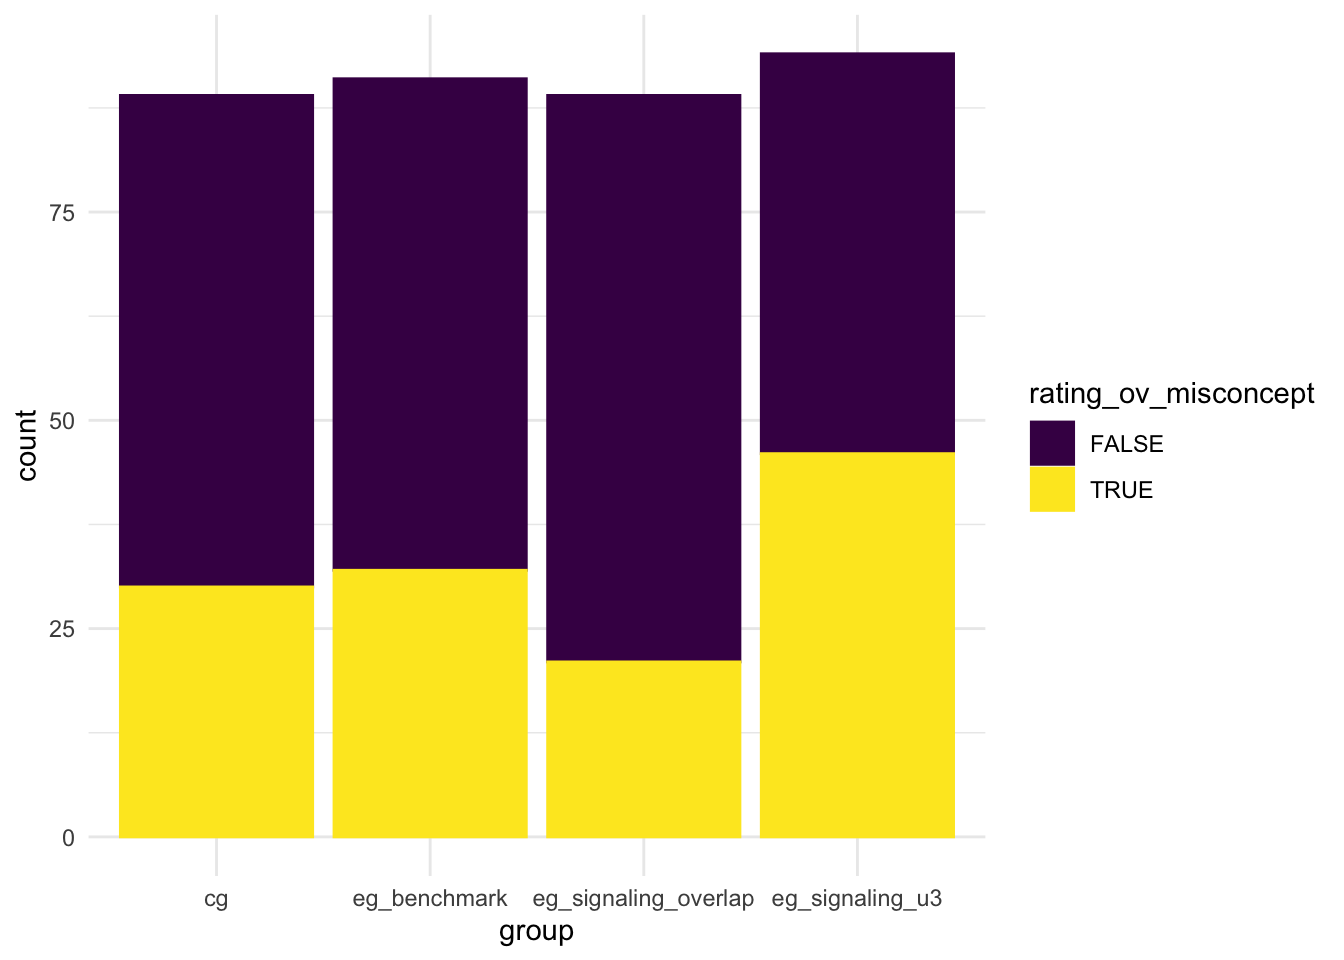 75
50
25
0
count
cg
eg_benchmark
eg_signaling_overlap
eg_signaling_u3
group
rating_ov_misconcept
FALSE
TRUE